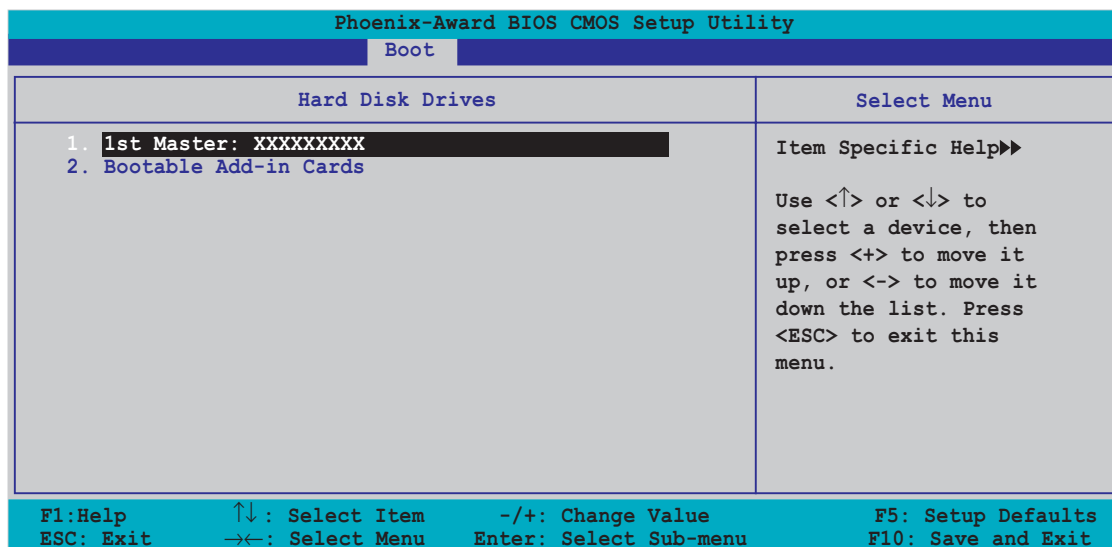 Phoenix-Award BIOS CMOS Setup Utility
Boot
Hard Disk Drives
Select Menu
1. 1st Master: XXXXXXXXX
2. Bootable Add-in Cards
Item Specific Help▶▶
Use <↑> or <↓> to
select a device, then
press <+> to move it
up, or <-> to move it
down the list. Press
<ESC> to exit this
menu.
F1:Help ↑↓: Select Item -/+: Change Value F5: Setup Defaults
ESC: Exit →←: Select Menu Enter: Select Sub-menu F10: Save and Exit